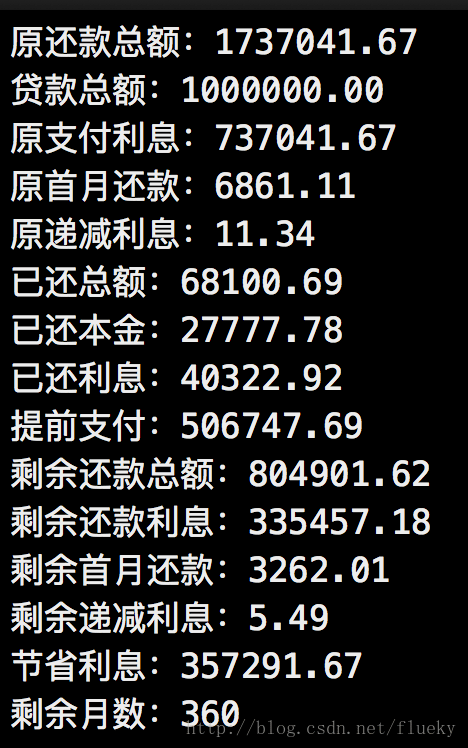 原还款总额：1737041.67
贷款总额：1000000.00
原支付利息：737041.67
原首月还款：6861.11
原递减利息：11.34
已还总额：68100.69
已还本金：27777.78
已还利息：40322.92
提前支付：506747.69
剩余还款总额：804901.62
剩余还款利息：335457.18
剩余首月还款：3262.01
剩余递减利息：5.49
节省利息：357291.67
剩余月数：360
http://blog.csdn.net/flueky